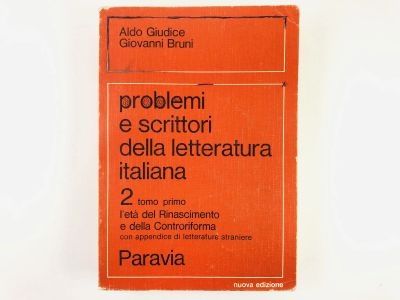 Aldo Giudice
Giovanni Bruni
problemi
e scrittori
della letteratura
italiana
2 tomo primo
l'età del Rinascimento
e della Controriforma
con appendice di letterature straniere
Paravia
nuova edizione